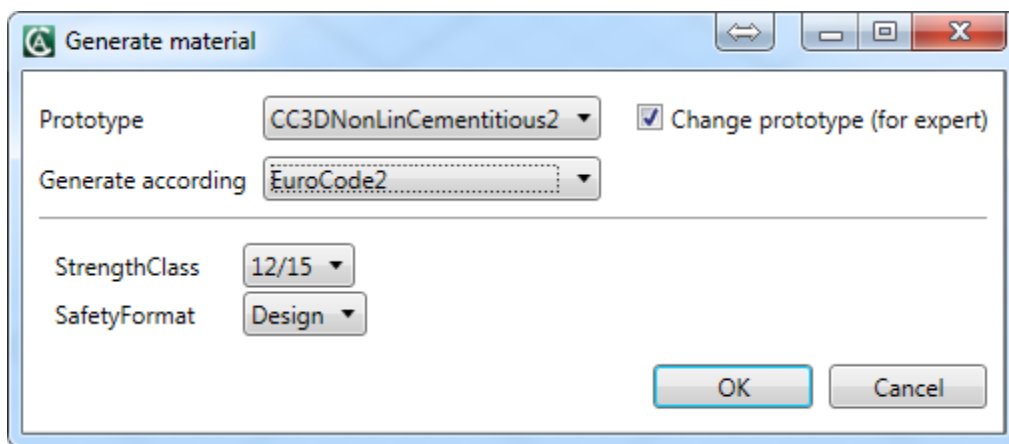 Generate material
Prototype CC3DNonLinCementitious2 Change prototype (for expert)
Generate according EuroCode2
StrengthClass 12/15
SafetyFormat Design
OK Cancel